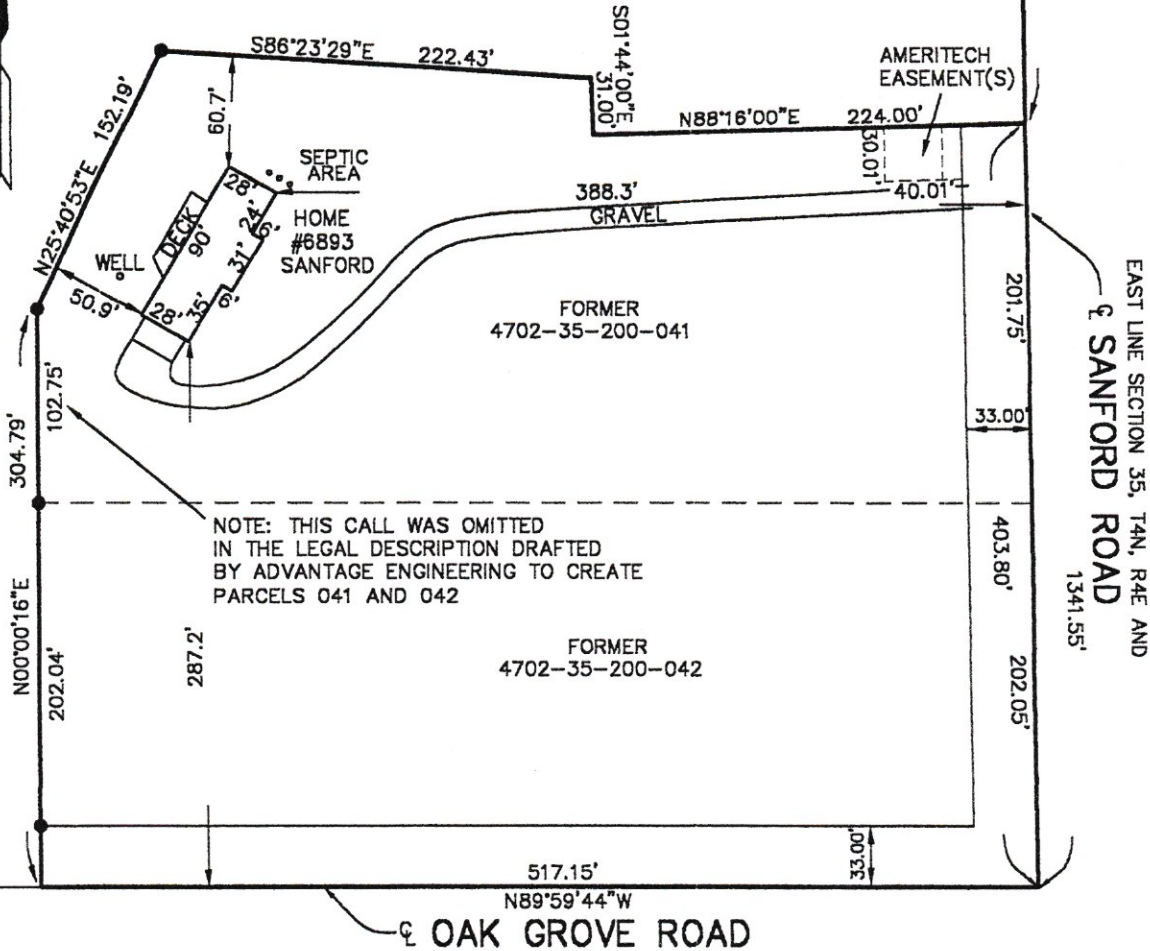 S86°23'29"E 222.43'
S01°44'00"E
31.00'
N88°16'00"E 224.00'
AMERITECH
EASEMENT(S)
30.01'
40.01'
N25°40'53"E 152.19'
60.7'
SEPTIC
AREA
28'
24'
6'
31'
6'
35'
28'
90'
DECK
HOME
#6893
SANFORD
WELL
50.9'
388.3'
GRAVEL
FORMER
4702-35-200-041
201.75'
33.00'
EAST LINE SECTION 35, T4N, R4E AND
℄ SANFORD ROAD
1341.55'
102.75'
304.79'
NOTE: THIS CALL WAS OMITTED
IN THE LEGAL DESCRIPTION DRAFTED
BY ADVANTAGE ENGINEERING TO CREATE
PARCELS 041 AND 042
403.80'
N00°00'16"E
202.04'
287.2'
FORMER
4702-35-200-042
202.05'
33.00'
517.15'
N89°59'44"W
℄ OAK GROVE ROAD